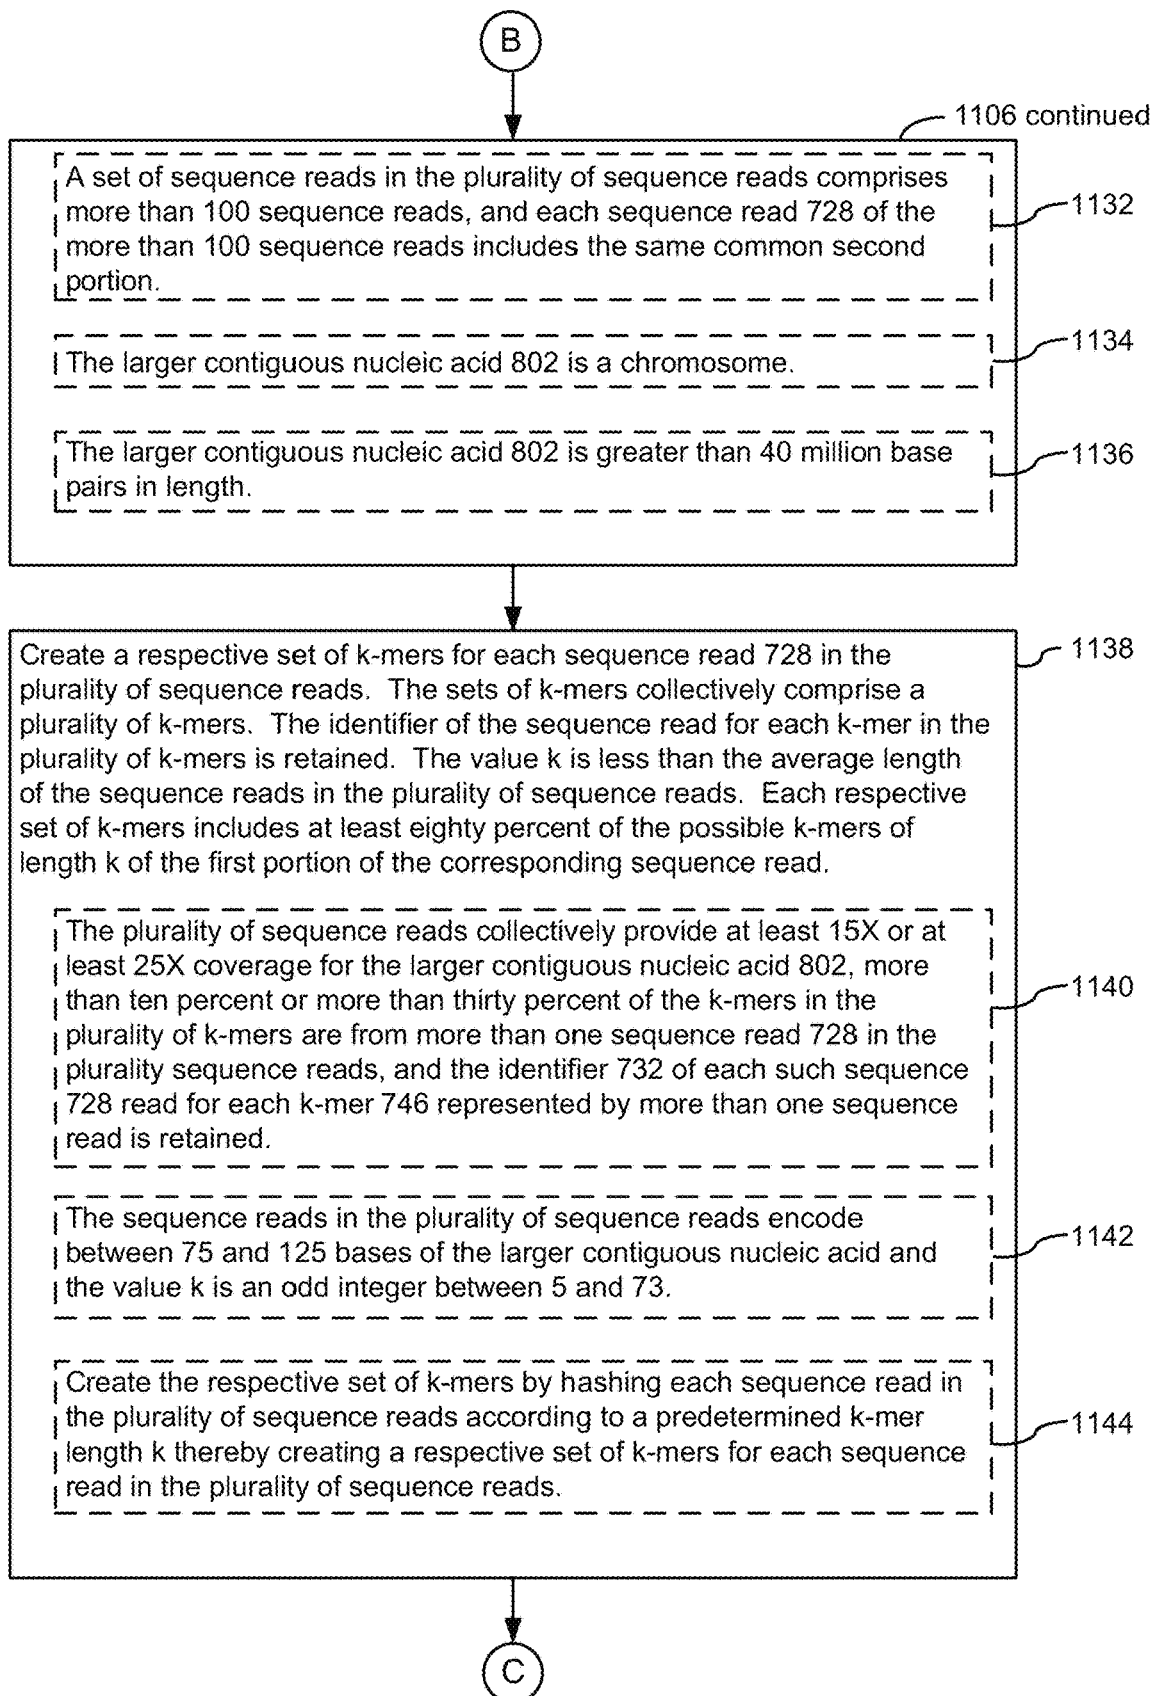 B
1106 continued
A set of sequence reads in the plurality of sequence reads comprises
more than 100 sequence reads, and each sequence read 728 of the
more than 100 sequence reads includes the same common second
portion.
1132
The larger contiguous nucleic acid 802 is a chromosome.
1134
The larger contiguous nucleic acid 802 is greater than 40 million base
pairs in length.
1136
Create a respective set of k-mers for each sequence read 728 in the
plurality of sequence reads.  The sets of k-mers collectively comprise a
plurality of k-mers.  The identifier of the sequence read for each k-mer in the
plurality of k-mers is retained.  The value k is less than the average length
of the sequence reads in the plurality of sequence reads.  Each respective
set of k-mers includes at least eighty percent of the possible k-mers of
length k of the first portion of the corresponding sequence read.
1138
The plurality of sequence reads collectively provide at least 15X or at
least 25X coverage for the larger contiguous nucleic acid 802, more
than ten percent or more than thirty percent of the k-mers in the
plurality of k-mers are from more than one sequence read 728 in the
plurality sequence reads, and the identifier 732 of each such sequence
728 read for each k-mer 746 represented by more than one sequence
read is retained.
1140
The sequence reads in the plurality of sequence reads encode
between 75 and 125 bases of the larger contiguous nucleic acid and
the value k is an odd integer between 5 and 73.
1142
Create the respective set of k-mers by hashing each sequence read in
the plurality of sequence reads according to a predetermined k-mer
length k thereby creating a respective set of k-mers for each sequence
read in the plurality of sequence reads.
1144
C